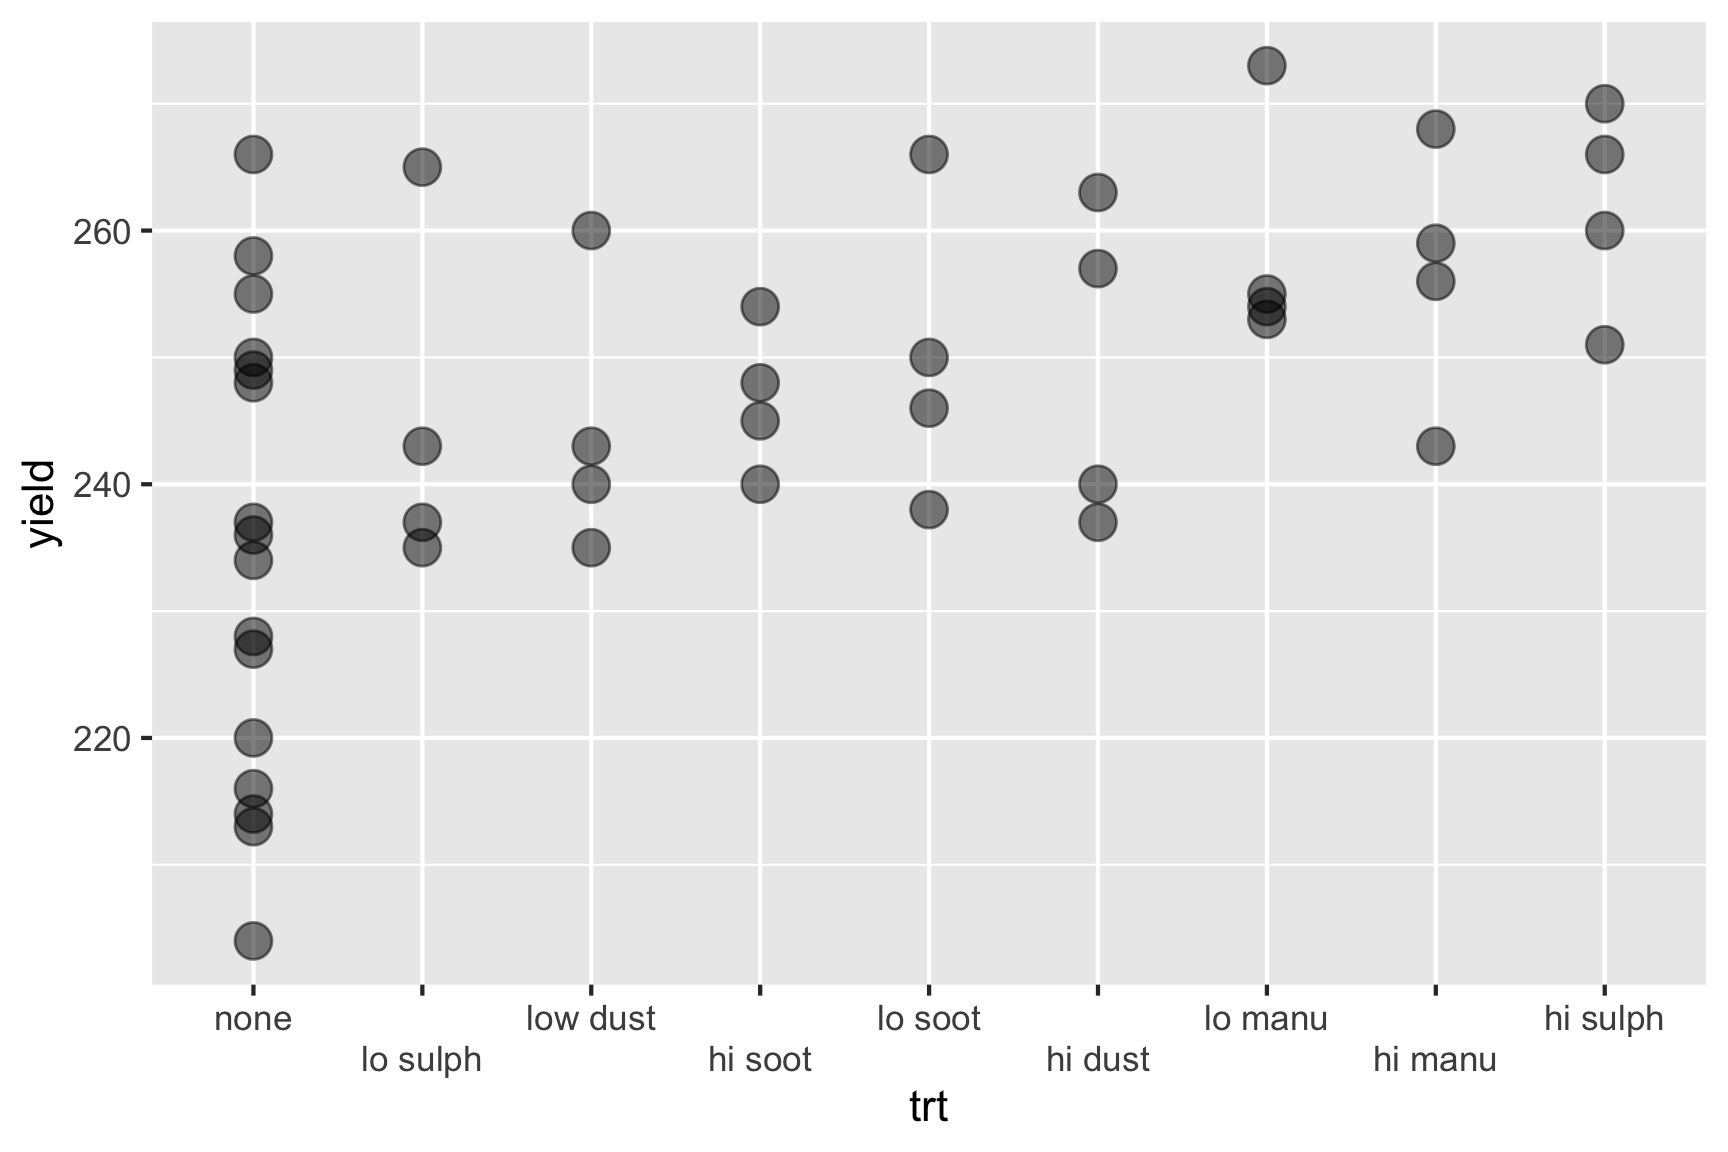 yield
260
240
220
none
low dust
lo soot
lo manu
hi sulph
lo sulph
hi soot
hi dust
hi manu
trt